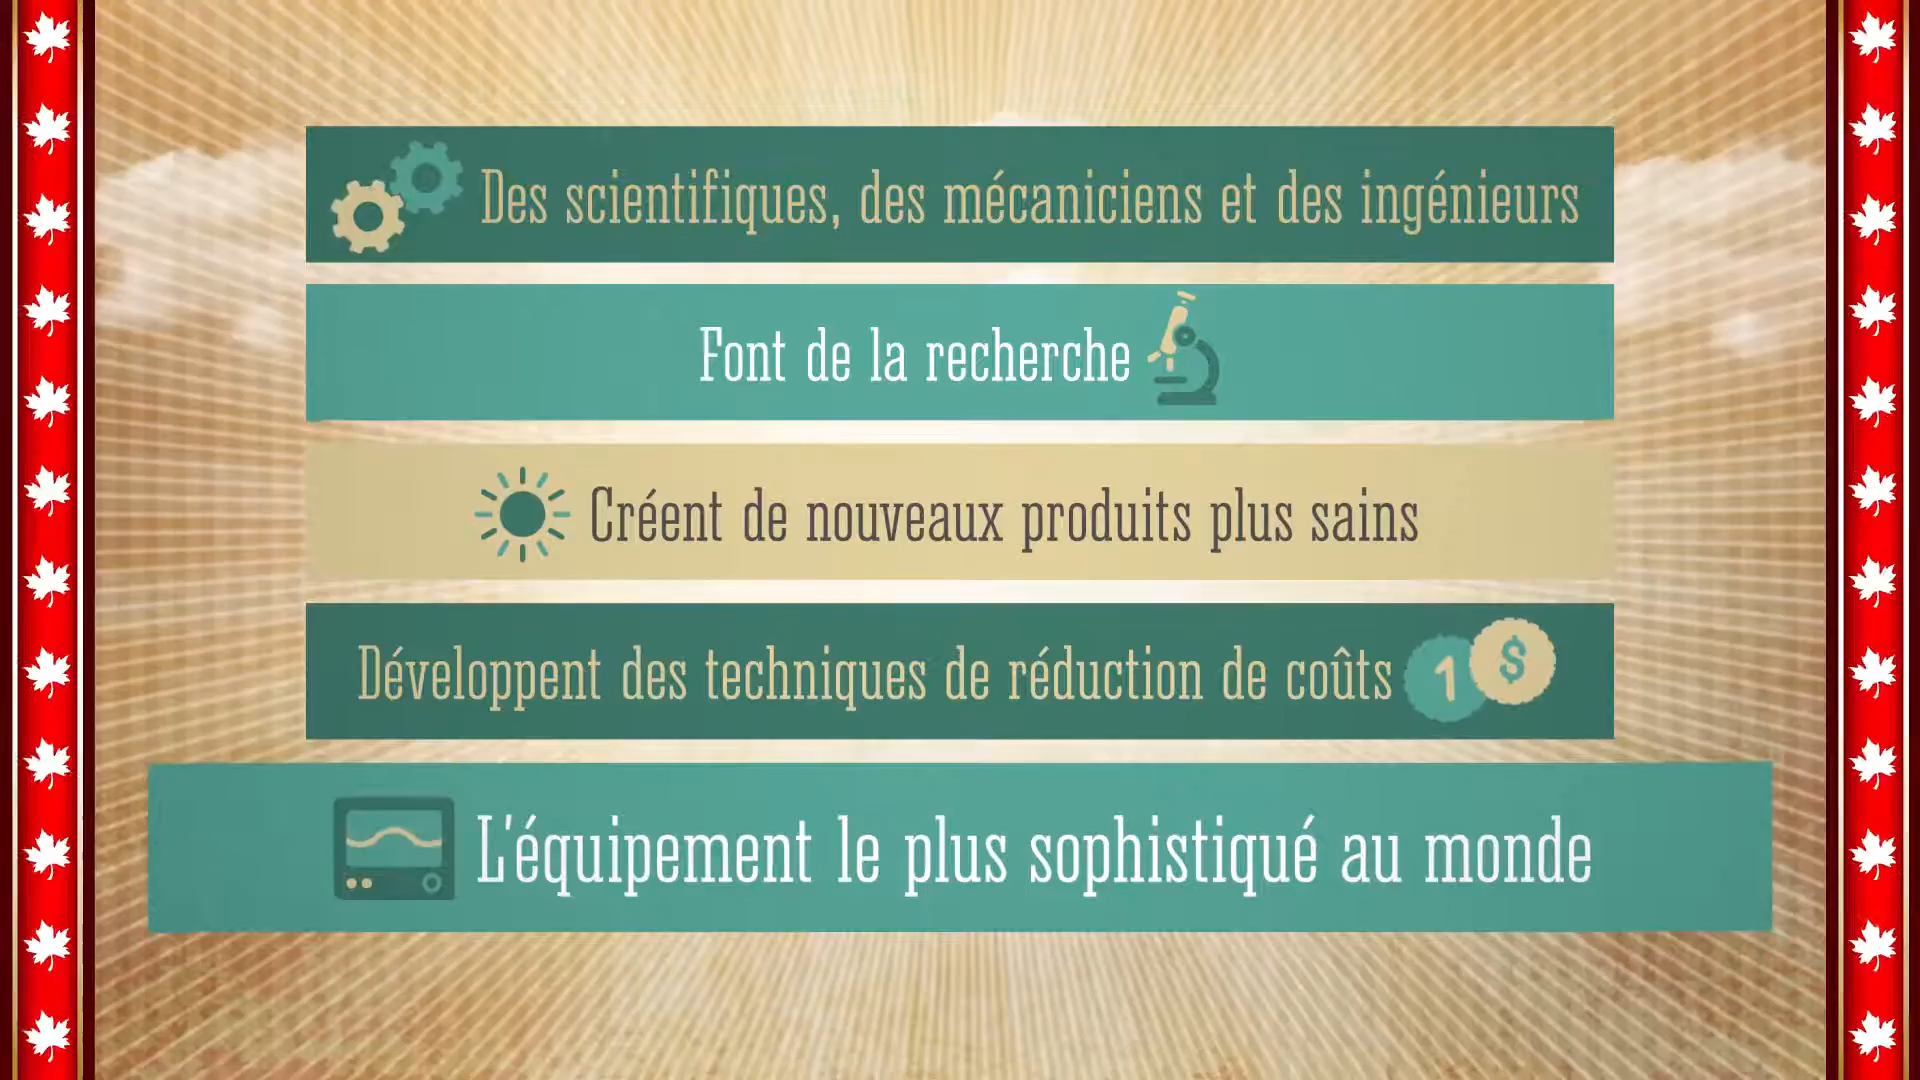 Des scientifiques, des mécaniciens et des ingénieurs
Font de la recherche
Créent de nouveaux produits plus sains
Développent des techniques de réduction de coûts
1 $
L'équipement le plus sophistiqué au monde